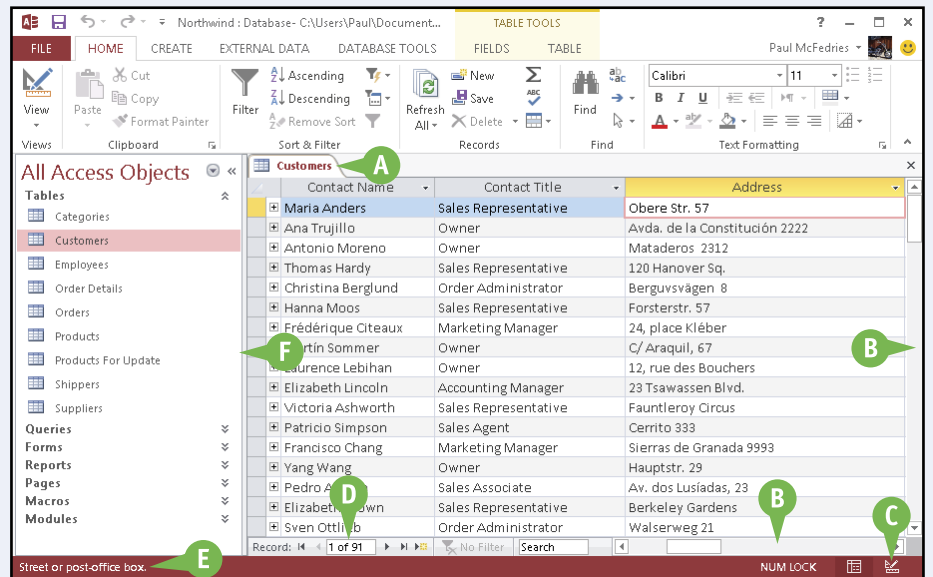 Northwind : Database- C:\Users\Paul\Document...
TABLE TOOLS
?
FILE HOME CREATE EXTERNAL DATA DATABASE TOOLS FIELDS TABLE Paul McFedries
View
Views
Paste
Cut
Copy
Format Painter
Clipboard
Filter
Ascending
Descending
Remove Sort
Sort & Filter
Refresh
All
New
Save
Delete
ABC
Records
Find
ab
ac
Find
Calibri 11
B I U
A
ab
Text Formatting
All Access Objects «
Tables
Categories
Customers
Employees
Order Details
Orders
Products
Products For Update
Shippers
Suppliers
Queries
Forms
Reports
Pages
Macros
Modules
Customers A
Contact Name Contact Title Address
Maria Anders Sales Representative Obere Str. 57
Ana Trujillo Owner Avda. de la Constitución 2222
Antonio Moreno Owner Mataderos 2312
Thomas Hardy Sales Representative 120 Hanover Sq.
Christina Berglund Order Administrator Berguvsvägen 8
Hanna Moos Sales Representative Forsterstr. 57
Frédérique Citeaux Marketing Manager 24, place Kléber
Sommer Owner C/ Araquil, 67
Lebihan Owner 12, rue des Bouchers
Elizabeth Lincoln Accounting Manager 23 Tsawassen Blvd.
Victoria Ashworth Sales Representative Fauntleroy Circus
Patricio Simpson Sales Agent Cerrito 333
Francisco Chang Marketing Manager Sierras de Granada 9993
Yang Wang Owner Hauptstr. 29
Pedro Sales Associate Av. dos Lusíadas, 23
Elizabeth Sales Representative Berkeley Gardens
Sven Order Administrator Walserweg 21
F
B
D
B
C
Record: 1 of 91 No Filter Search
Street or post-office box. E NUM LOCK